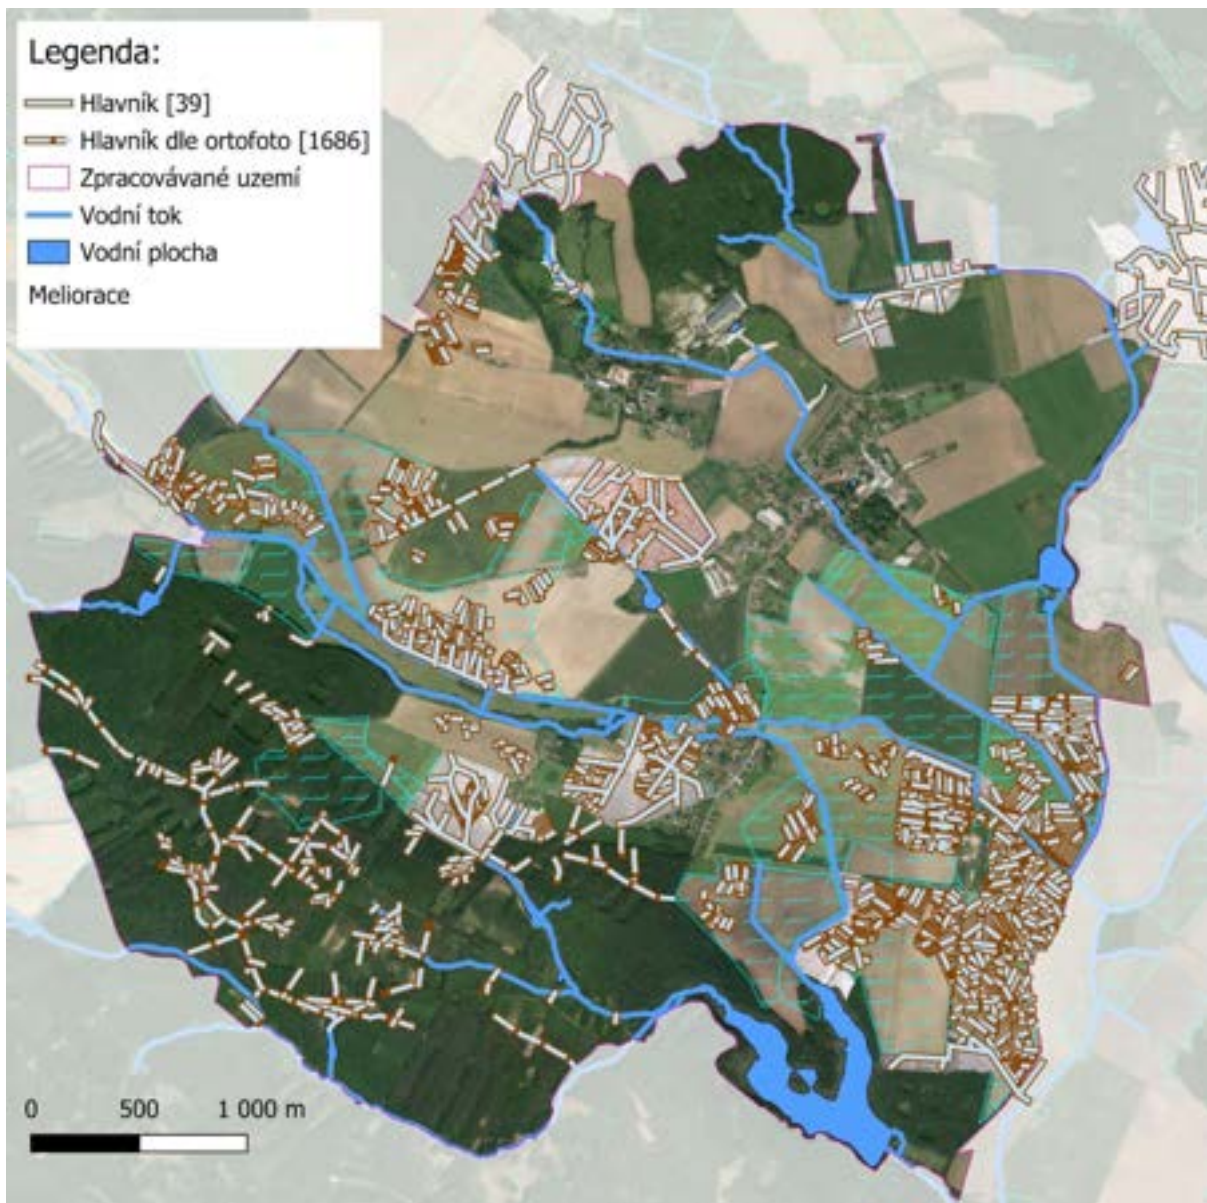 Legenda:
Hlavník [39]
Hlavník dle ortofoto [1686]
Zpracovávané uzemí
Vodní tok
Vodní plocha
Meliorace
0 500 1 000 m